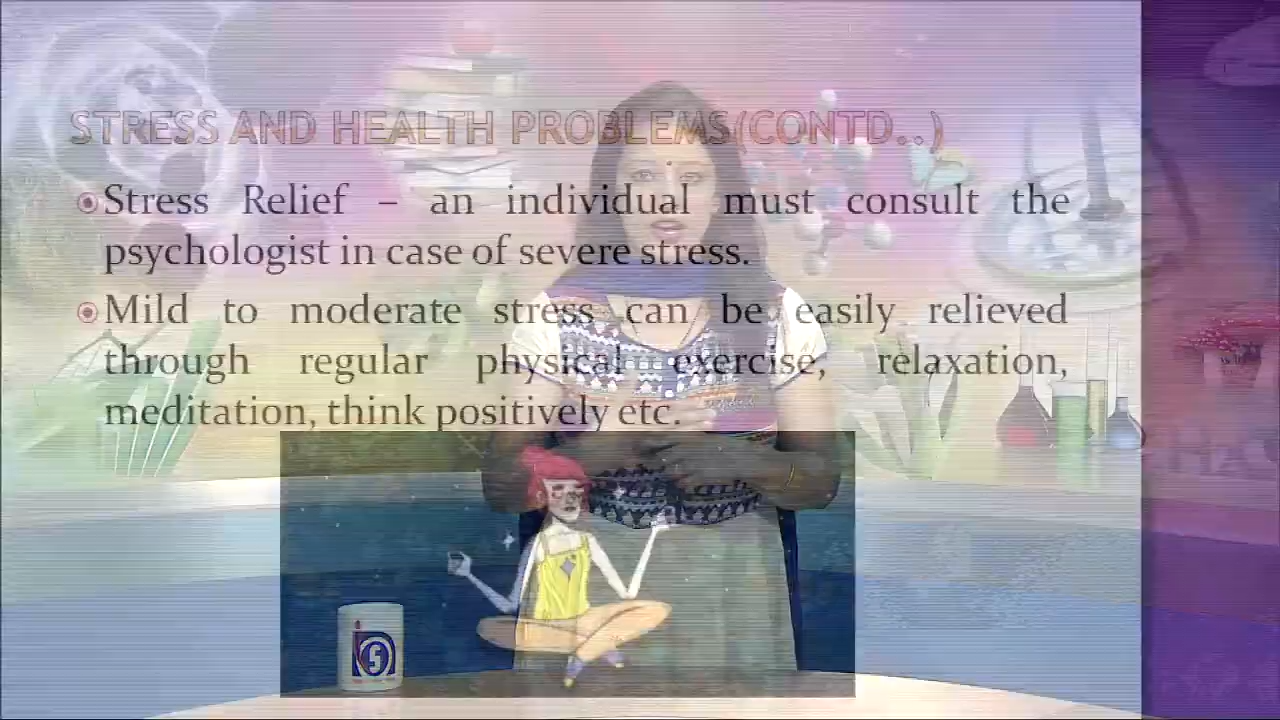 STRESS AND HEALTH PROBLEMS(CONTD..)
Stress Relief – an individual must consult the
psychologist in case of severe stress.
Mild to moderate stress can be easily relieved
through regular physical exercise, relaxation,
meditation, think positively etc.